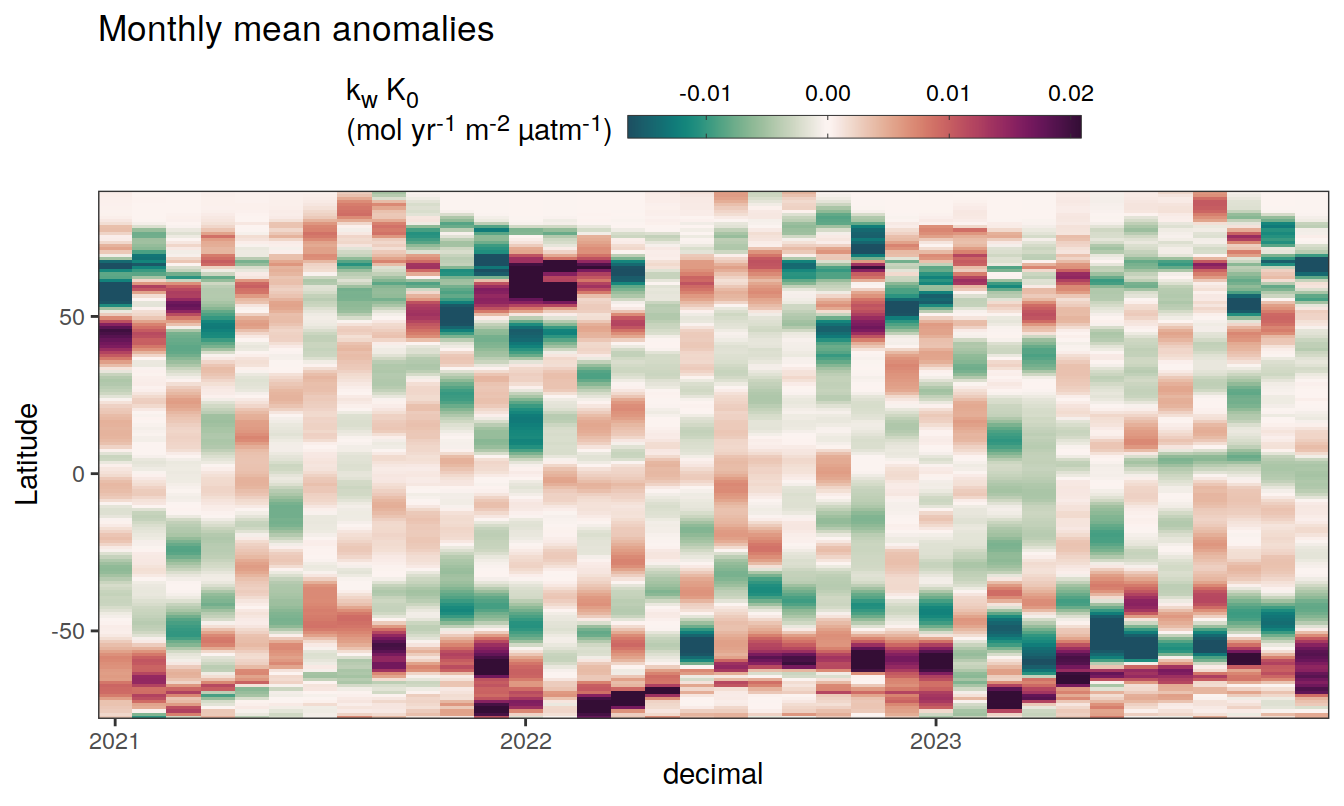 Monthly mean anomalies
k_w K_0
(mol yr⁻¹ m⁻² µatm⁻¹)
-0.01 0.00 0.01 0.02
Latitude
50
0
-50
2021 2022 2023
decimal